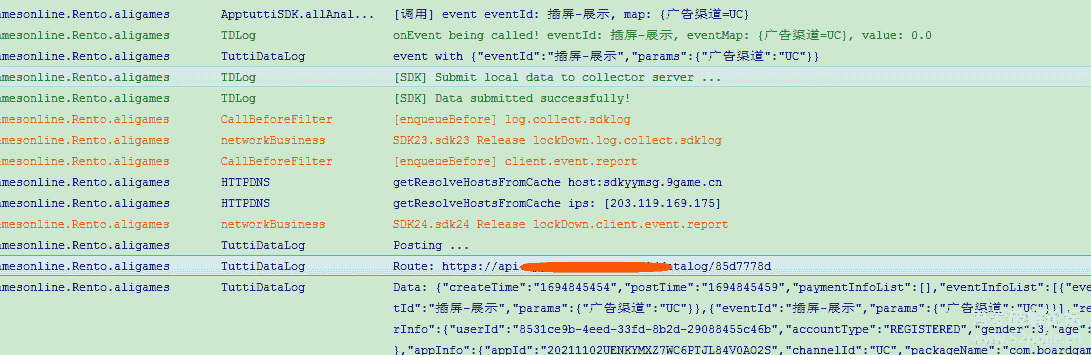 amesonline.Rento.aligames ApptuttiSDK.allAnal... [调用] event eventId: 插屏-展示, map: {广告渠道=UC}
amesonline.Rento.aligames TDLog onEvent being called! eventId: 插屏-展示, eventMap: {广告渠道=UC}, value: 0.0
amesonline.Rento.aligames TuttiDataLog event with {"eventId":"插屏-展示","params":{"广告渠道":"UC"}}
amesonline.Rento.aligames TDLog [SDK] Submit local data to collector server ...
amesonline.Rento.aligames TDLog [SDK] Data submitted successfully!
amesonline.Rento.aligames CallBeforeFilter [enqueueBefore] log.collect.sdklog
amesonline.Rento.aligames networkBusiness SDK23.sdk23 Release lockDown.log.collect.sdklog
amesonline.Rento.aligames CallBeforeFilter [enqueueBefore] client.event.report
amesonline.Rento.aligames HTTPDNS getResolveHostsFromCache host:sdkyymsg.9game.cn
amesonline.Rento.aligames HTTPDNS getResolveHostsFromCache ips: [203.119.169.175]
amesonline.Rento.aligames networkBusiness SDK24.sdk24 Release lockDown.client.event.report
amesonline.Rento.aligames TuttiDataLog Posting ...
amesonline.Rento.aligames TuttiDataLog Route: https://api atalog/85d7778d
amesonline.Rento.aligames TuttiDataLog Data: {"createTime":"1694845454","postTime":"1694845459","paymentInfoList":[],"eventInfoList":[{"eve
tId":"插屏-展示","params":{"广告渠道":"UC"}},{"eventId":"插屏-展示","params":{"广告渠道":"UC"}}],"re
rInfo":{"userId":"8531ce9b-4eed-33fd-8b2d-29088455c46b","accountType":"REGISTERED","gender":3,"age":
},"appInfo":{"appId":"20211102UENKYMXZ7WC6PTJL84V0AO2S","channelId":"UC","packageName":"com.boardgam